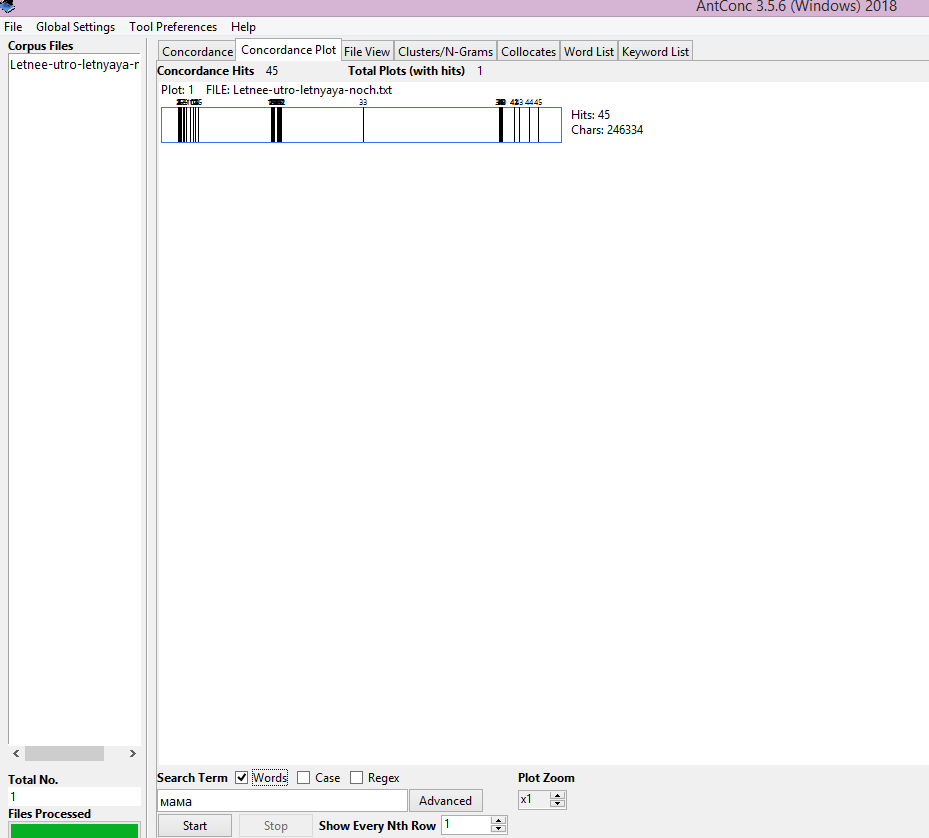 AntConc 3.5.6 (Windows) 2018
File Global Settings Tool Preferences Help
Corpus Files
Letnee-utro-letnyaya-n
Concordance Concordance Plot File View Clusters/N-Grams Collocates Word List Keyword List
Concordance Hits 45 Total Plots (with hits) 1
Plot: 1 FILE: Letnee-utro-letnyaya-noch.txt
33 43 44 45
Hits: 45
Chars: 246334
Total No.
1
Files Processed
Search Term Words Case Regex Plot Zoom
мама Advanced x1
Start Stop Show Every Nth Row 1